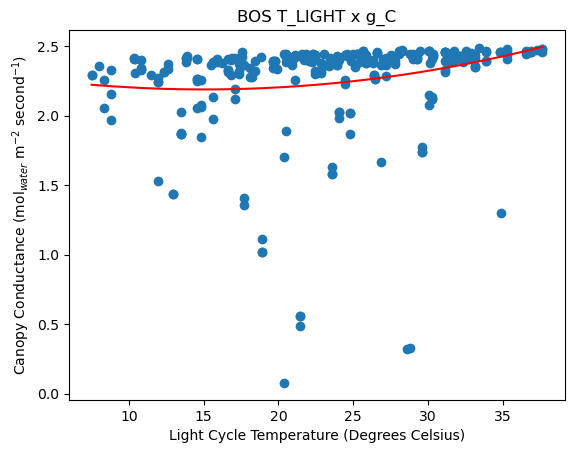 BOS T_LIGHT x g_C
2.5
2.0
1.5
1.0
0.5
0.0
Canopy Conductance (mol_water m⁻² second⁻¹)
10 15 20 25 30 35
Light Cycle Temperature (Degrees Celsius)